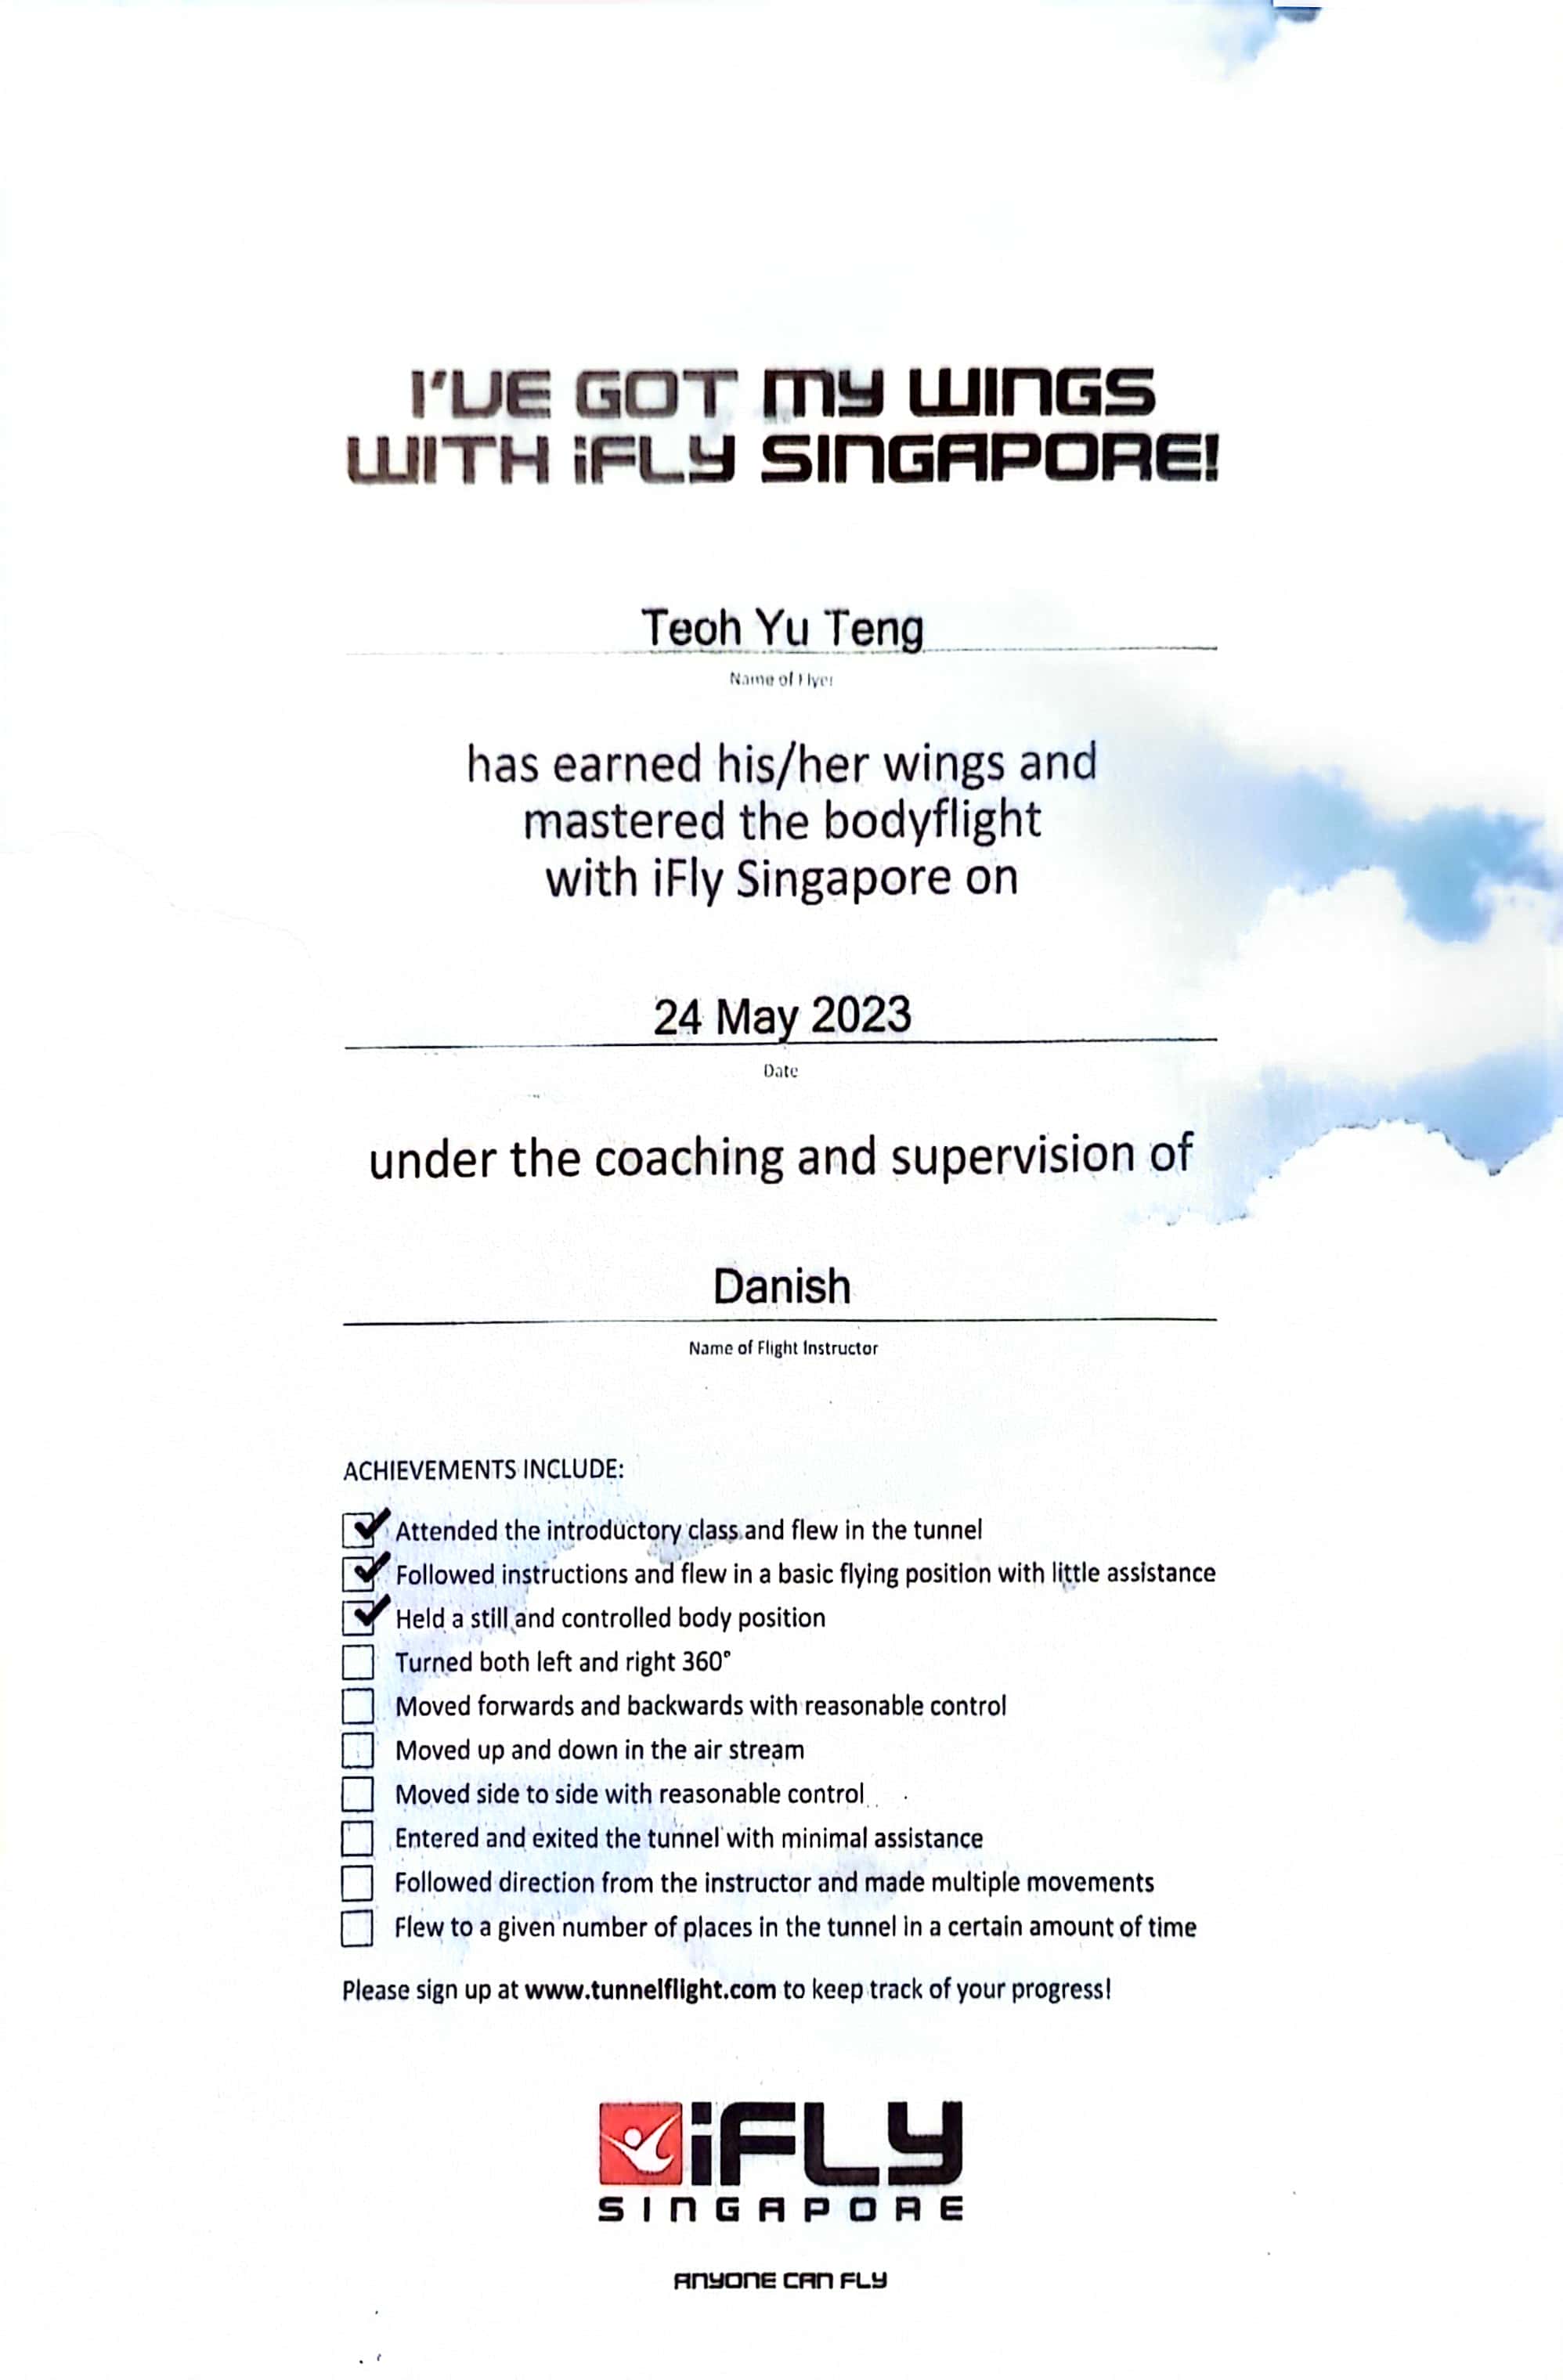 I'VE GOT MY WINGS
WITH iFLY SINGAPORE!
Teoh Yu Teng
Name of Flyer
has earned his/her wings and
mastered the bodyflight
with iFly Singapore on
24 May 2023
Date
under the coaching and supervision of
Danish
Name of Flight Instructor
ACHIEVEMENTS INCLUDE:
Attended the introductory class and flew in the tunnel
Followed instructions and flew in a basic flying position with little assistance
Held a still and controlled body position
Turned both left and right 360°
Moved forwards and backwards with reasonable control
Moved up and down in the air stream
Moved side to side with reasonable control
Entered and exited the tunnel with minimal assistance
Followed direction from the instructor and made multiple movements
Flew to a given number of places in the tunnel in a certain amount of time
Please sign up at www.tunnelflight.com to keep track of your progress!
iFLY
SINGAPORE
ANYONE CAN FLY